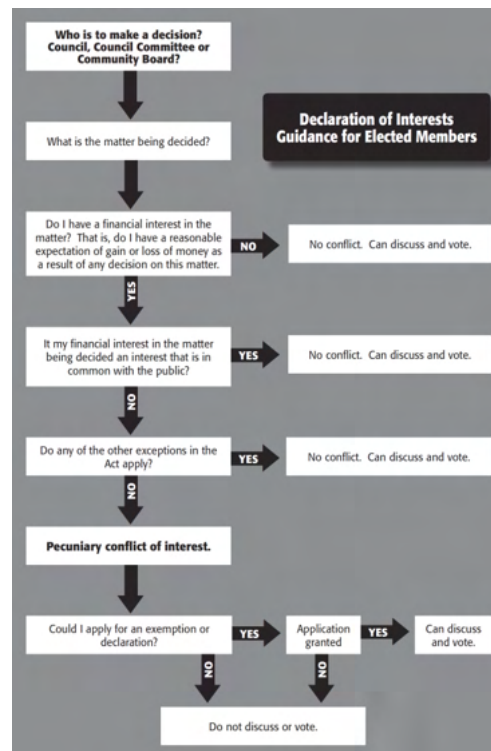 Who is to make a decision?
Council, Council Committee or
Community Board?
Declaration of Interests
Guidance for Elected Members
What is the matter being decided?
Do I have a financial interest in the
matter? That is, do I have a reasonable
expectation of gain or loss of money as
a result of any decision on this matter.
NO
No conflict. Can discuss and vote.
YES
It my financial interest in the matter
being decided an interest that is in
common with the public?
YES
No conflict. Can discuss and vote.
NO
Do any of the other exceptions in the
Act apply?
YES
No conflict. Can discuss and vote.
NO
Pecuniary conflict of interest.
Could I apply for an exemption or
declaration?
YES
Application
granted
YES
Can discuss
and vote.
NO
NO
Do not discuss or vote.